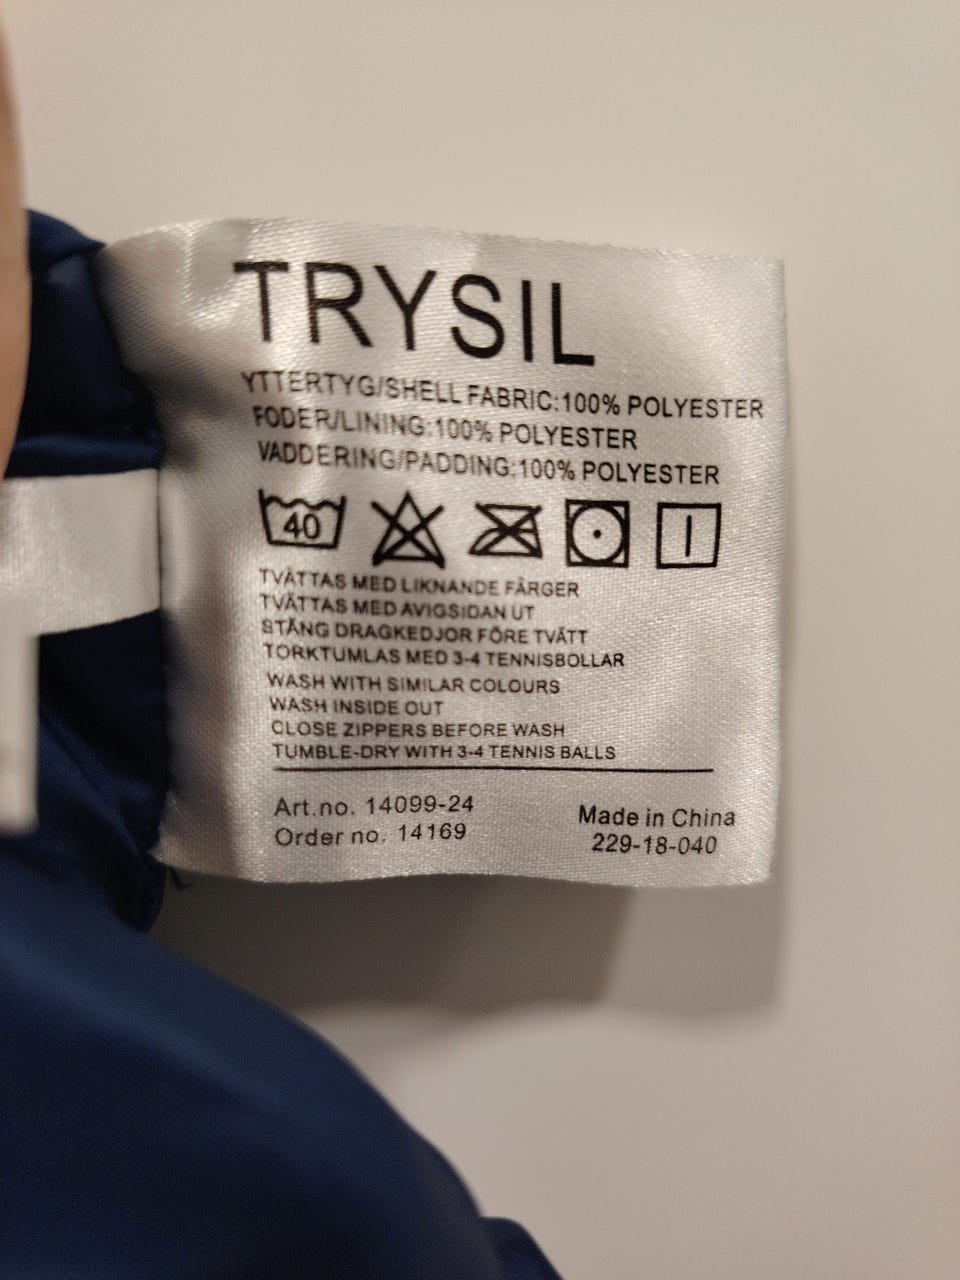 TRYSIL
YTTERTYG/SHELL FABRIC:100% POLYESTER
FODER/LINING:100% POLYESTER
VADDERING/PADDING:100% POLYESTER
40
TVÄTTAS MED LIKNANDE FÄRGER
TVÄTTAS MED AVIGSIDAN UT
STÄNG DRAGKEDJOR FÖRE TVÄTT
TORKTUMLAS MED 3-4 TENNISBOLLAR
WASH WITH SIMILAR COLOURS
WASH INSIDE OUT
CLOSE ZIPPERS BEFORE WASH
TUMBLE-DRY WITH 3-4 TENNIS BALLS
Art.no. 14099-24
Order no. 14169
Made in China
229-18-040